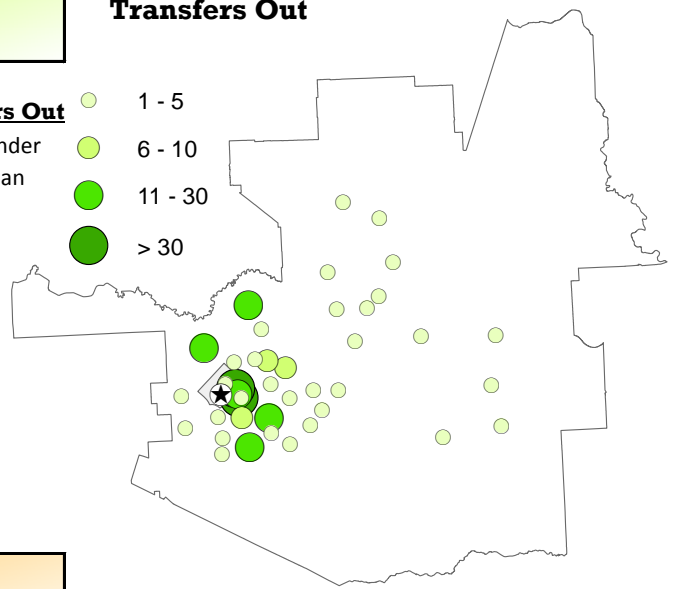 Transfers Out
rs Out
nder
an
1 - 5
6 - 10
11 - 30
> 30